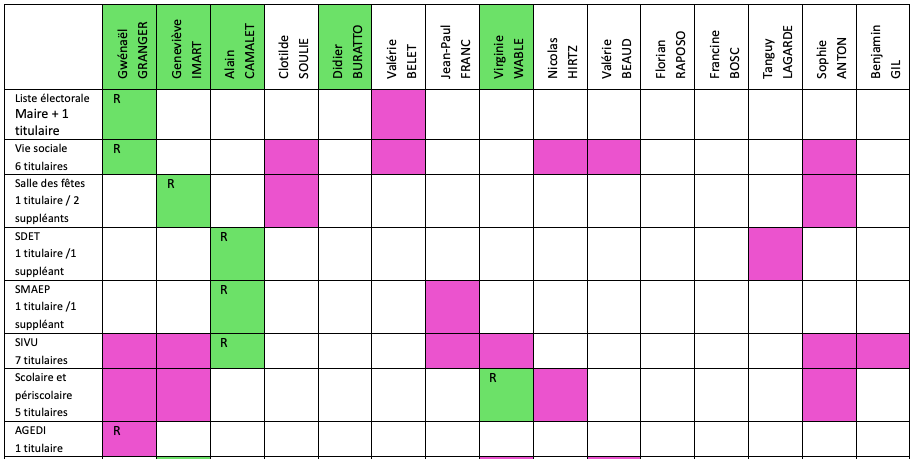 Gwénaël
GRANGER
Geneviève
IMART
Alain
CAMALET
Clotilde
SOULIE
Didier
BURATTO
Valérie
BELET
Jean-Paul
FRANC
Virginie
WABLE
Nicolas
HIRTZ
Valérie
BEAUD
Florian
RAPOSO
Francine
BOSC
Tanguy
LAGARDE
Sophie
ANTON
Benjamin
GIL
Liste électorale
Maire + 1
titulaire
R
Vie sociale
6 titulaires
R
Salle des fêtes
1 titulaire / 2
suppléants
R
SDET
1 titulaire /1
suppléant
R
SMAEP
1 titulaire /1
suppléant
R
SIVU
7 titulaires
R
Scolaire et
périscolaire
5 titulaires
R
AGEDI
1 titulaire
R